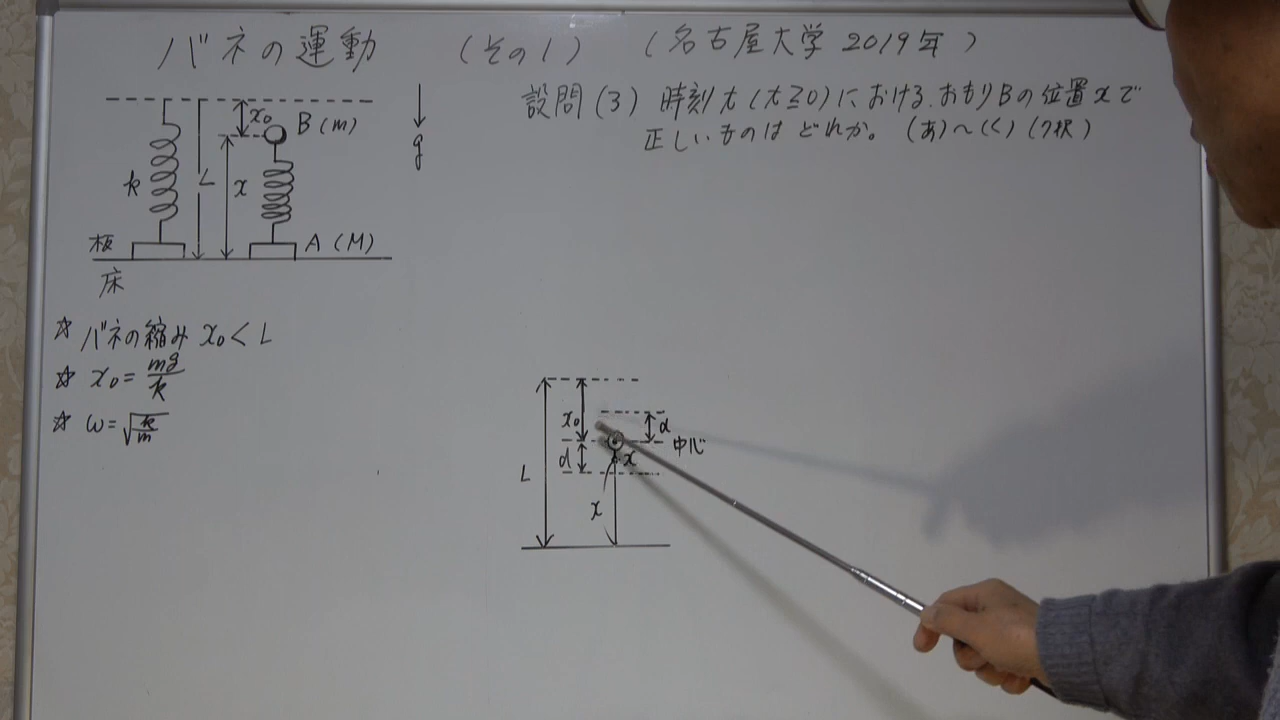 バネの運動 (その1) (名古屋大学 2019年)
設問(3) 時刻t(t≧0)における、おもりBの位置xで
正しいものは どれか。 (あ)〜(く) (7択)
x₀
B(m)
g
k
L
x
板
A(M)
床
☆ バネの縮み x₀<L
☆ x₀=mg/k
☆ ω=√k/m
x₀
d
中心
d
x
L
x